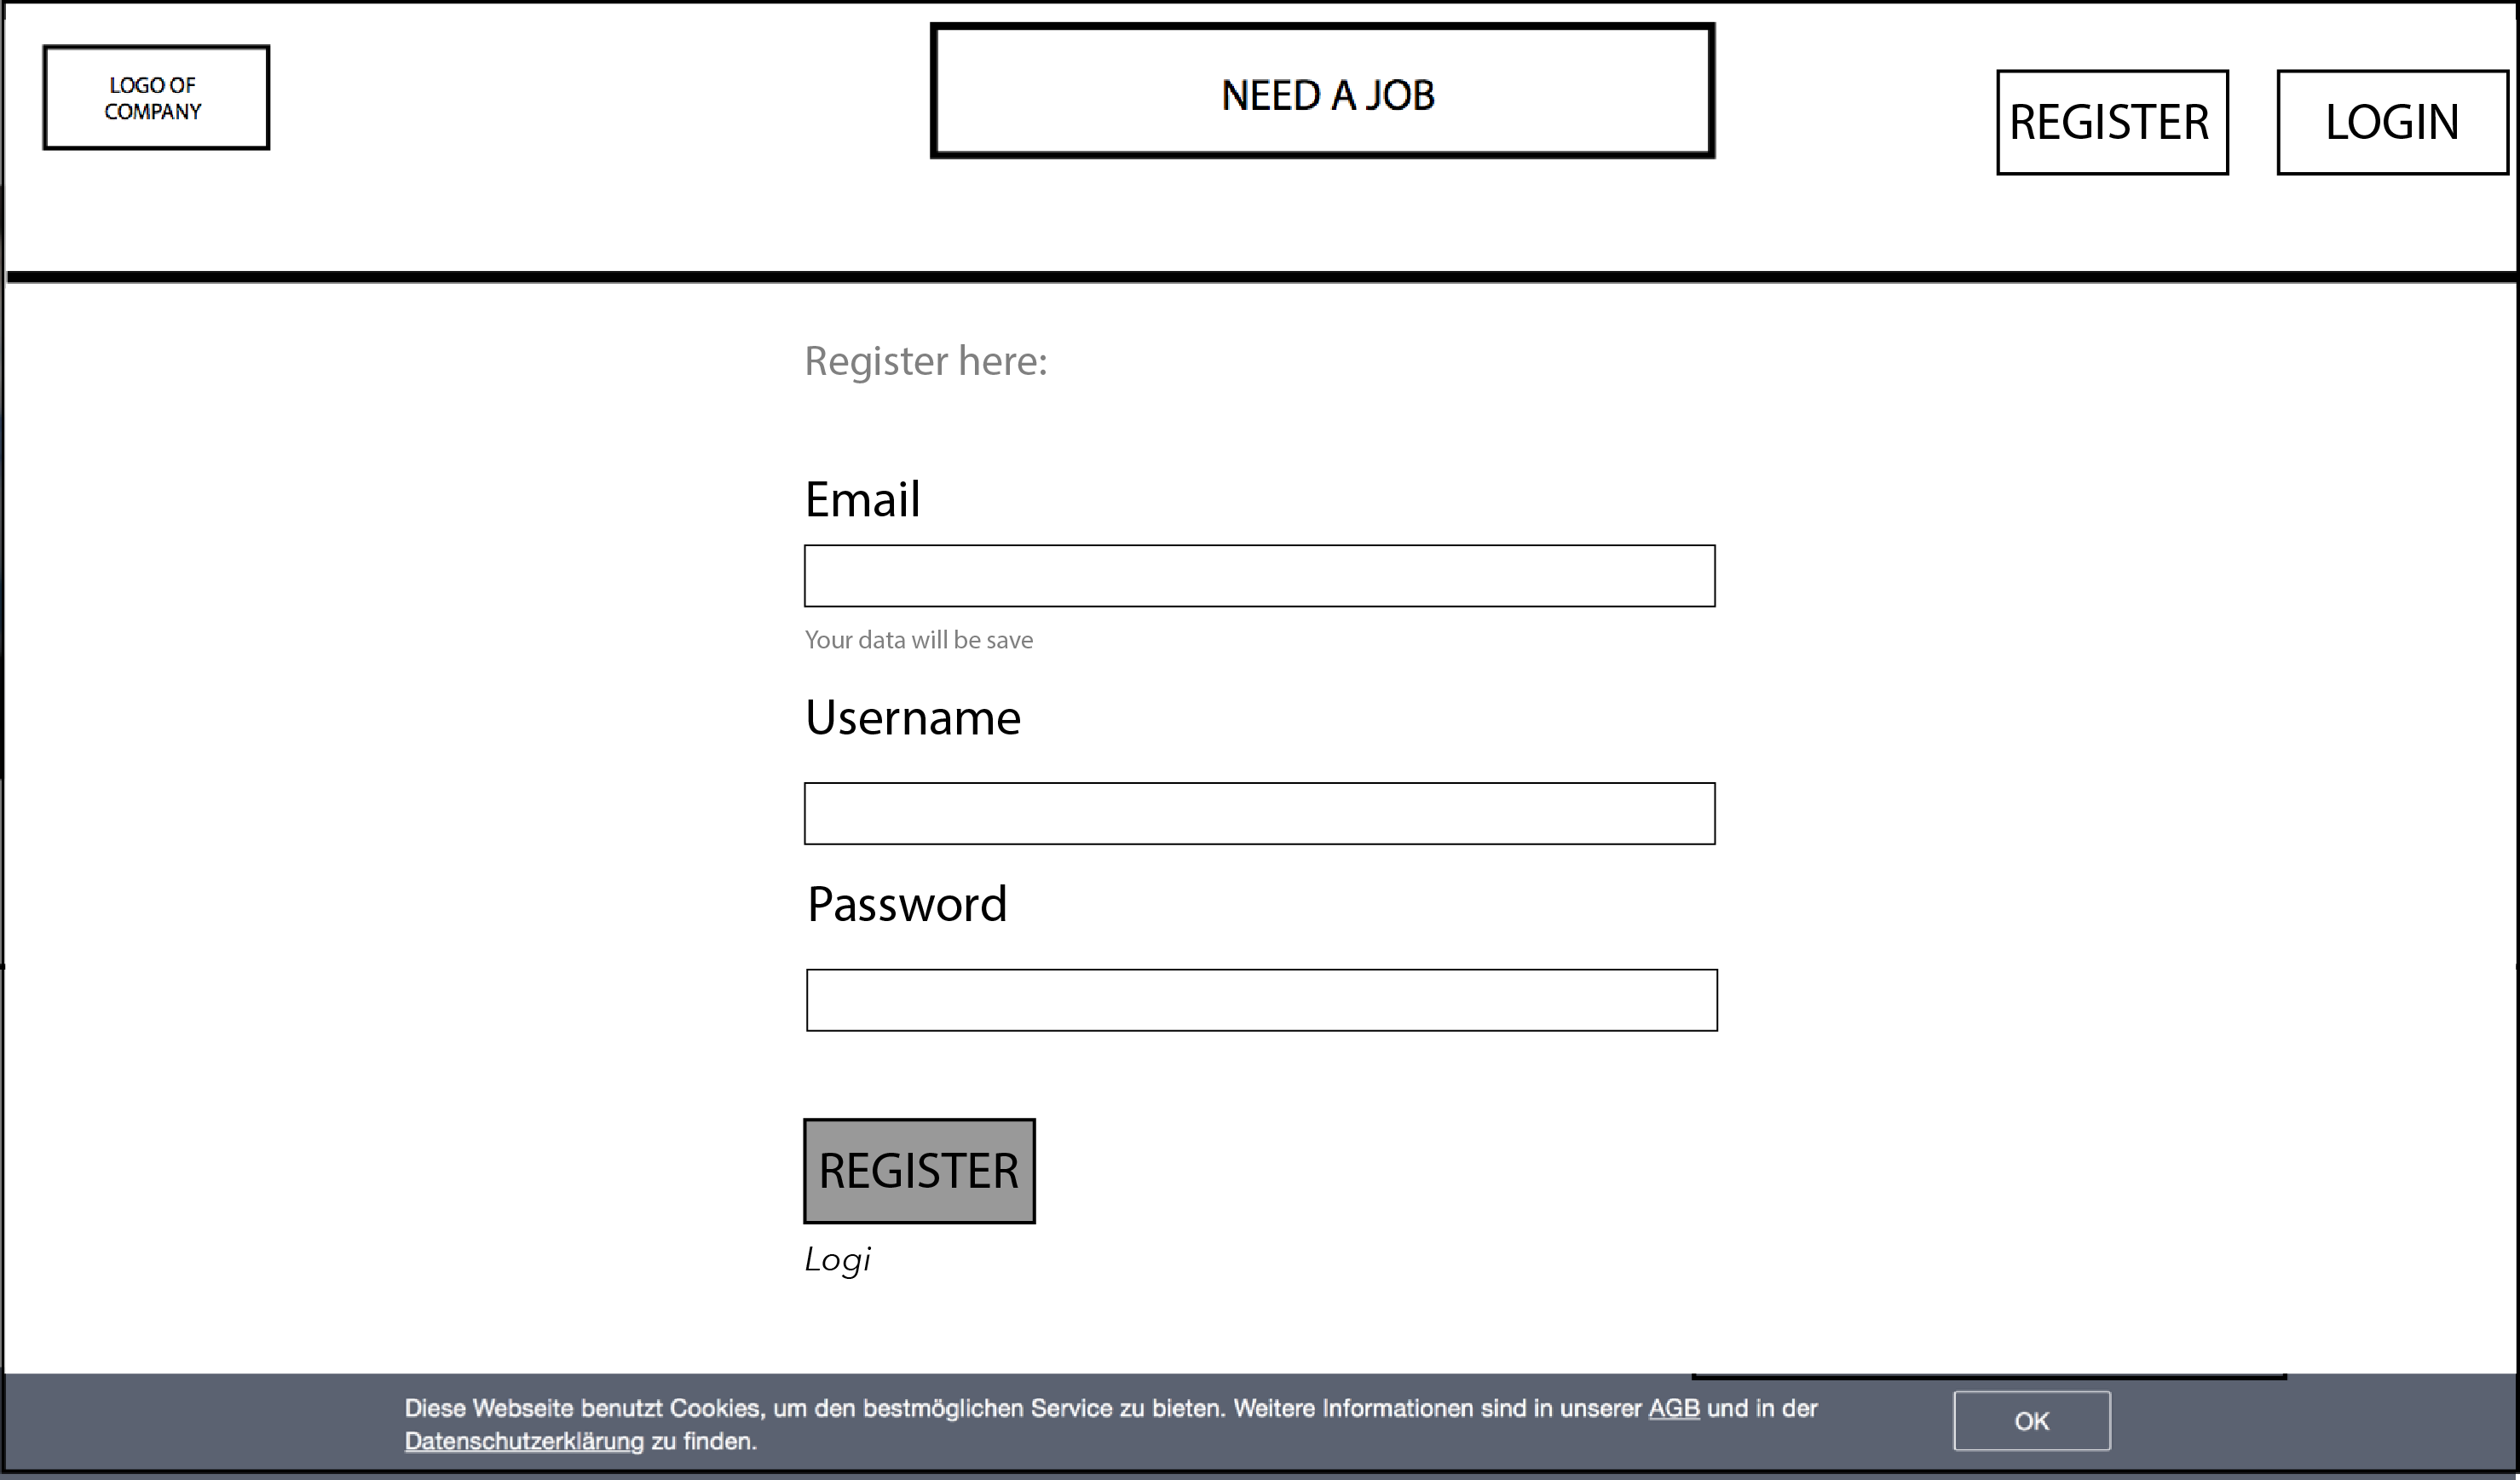 LOGO OF
COMPANY
NEED A JOB
REGISTER
LOGIN
Register here:
Email
Your data will be save
Username
Password
REGISTER
Logi
Diese Webseite benutzt Cookies, um den bestmöglichen Service zu bieten. Weitere Informationen sind in unserer AGB und in der
Datenschutzerklärung zu finden.
OK